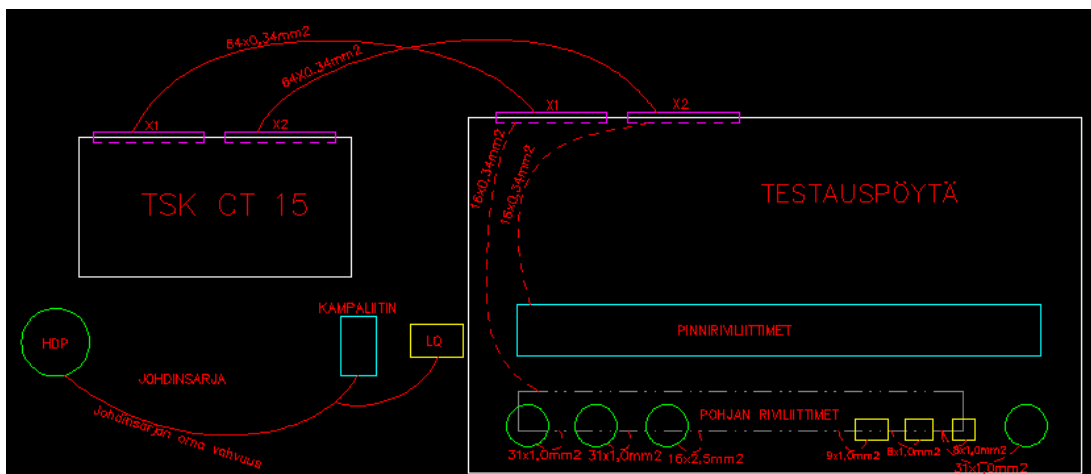 64x0,34mm2
64X0.34mm2
X1
X2
X1
X2
16x0,34mm2
16x0,34mm2
TSK CT 15
TESTAUSPÖYTÄ
KAMPALIITIN
HDP
LQ
PINNIRIVILIITTIMET
JOHDINSARJA
Johdinsarjan oma vahvuus
POHJAN RIVILIITTIMET
31x1,0mm2
31x1,0mm2
16x2,5mm2
9x1,0mm2
8x1,0mm2
8x1,0mm2
31x1,0mm2